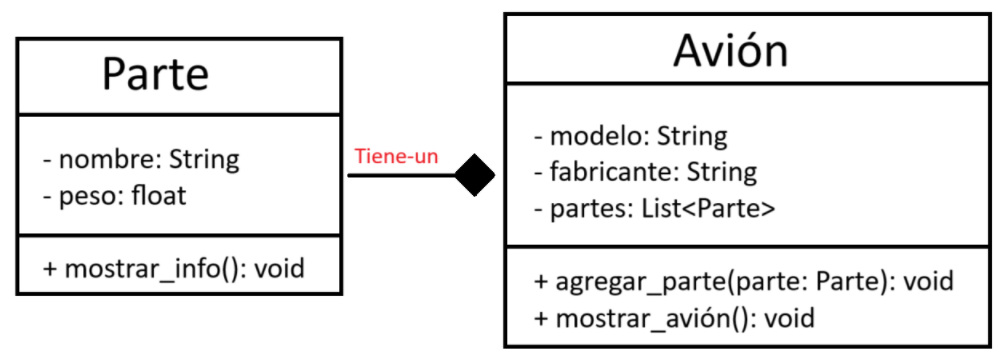 Parte
- nombre: String
- peso: float
+ mostrar_info(): void
Tiene-un
Avión
- modelo: String
- fabricante: String
- partes: List<Parte>
+ agregar_parte(parte: Parte): void
+ mostrar_avión(): void